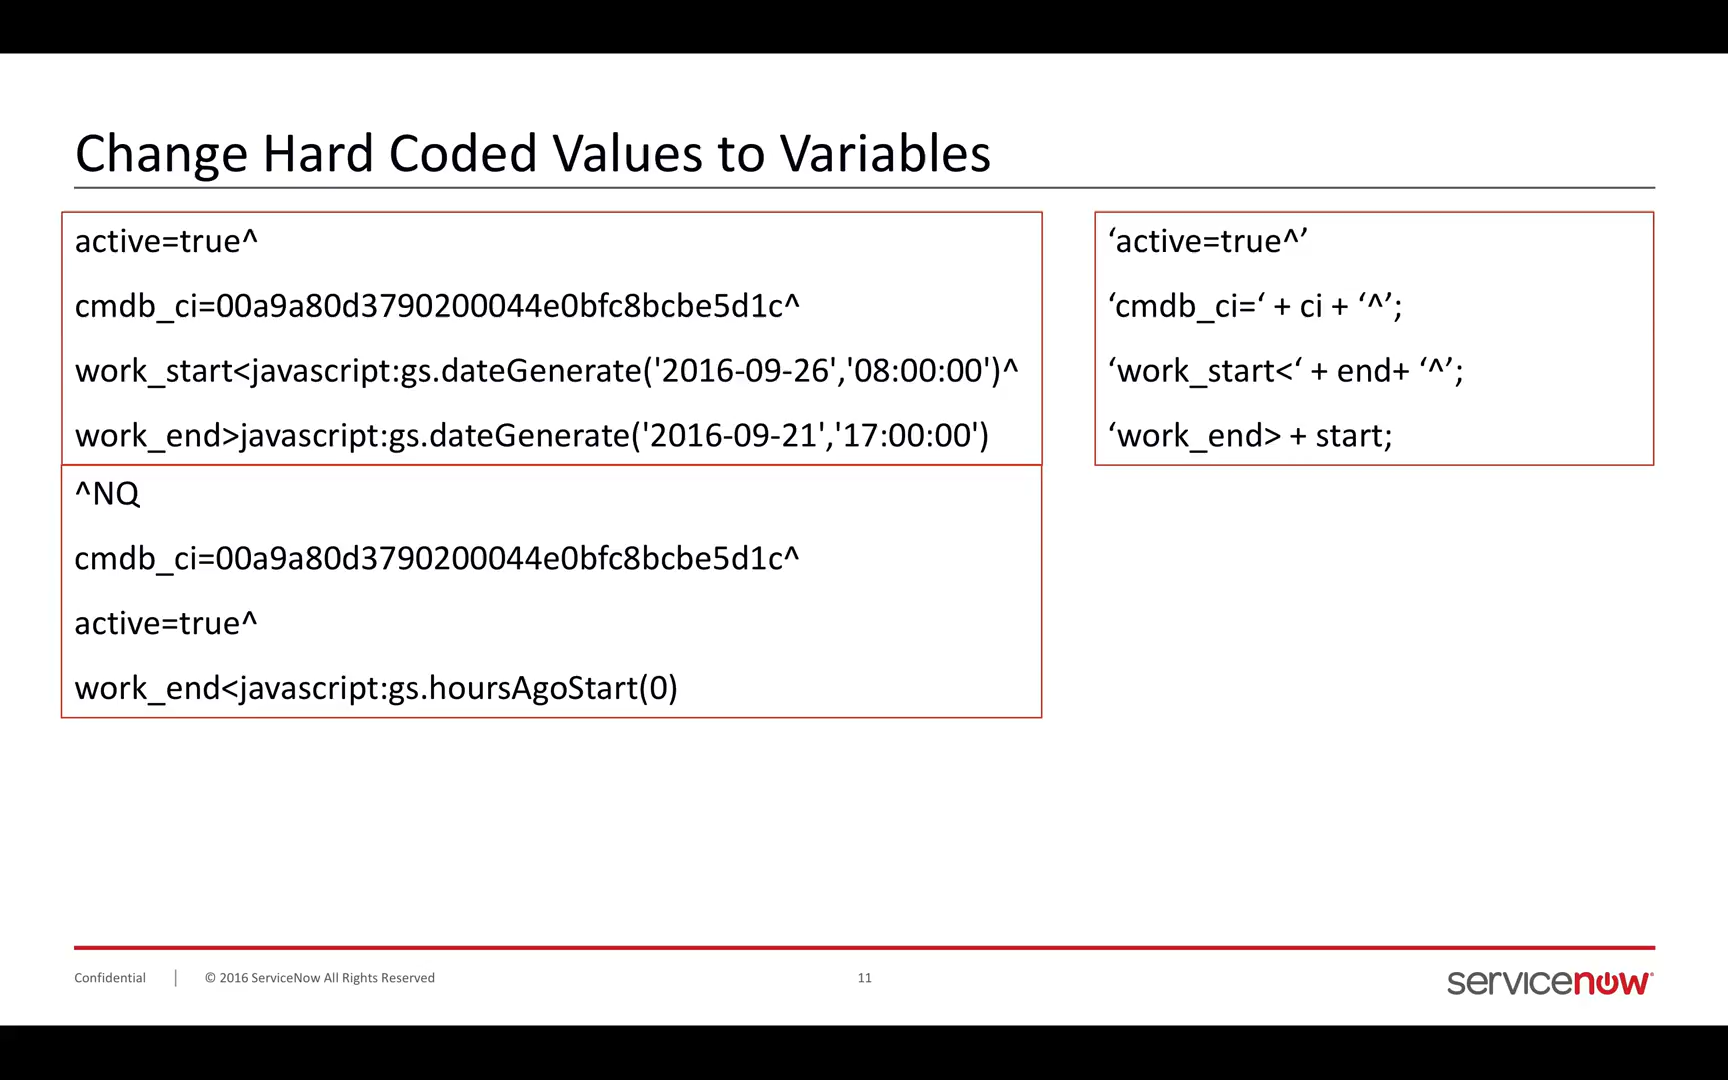 Change Hard Coded Values to Variables
active=true^
cmdb_ci=00a9a80d3790200044e0bfc8bcbe5d1c^
work_start<javascript:gs.dateGenerate('2016-09-26','08:00:00')^
work_end>javascript:gs.dateGenerate('2016-09-21','17:00:00')
^NQ
cmdb_ci=00a9a80d3790200044e0bfc8bcbe5d1c^
active=true^
work_end<javascript:gs.hoursAgoStart(0)
‘active=true^’
‘cmdb_ci=‘ + ci + ‘^’;
‘work_start<‘ + end+ ‘^’;
‘work_end> + start;
Confidential | © 2016 ServiceNow All Rights Reserved
11
servicenow